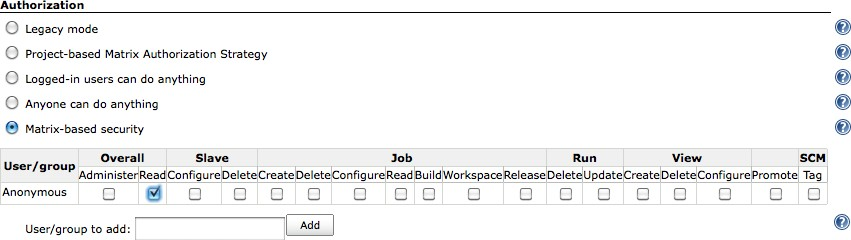 Authorization
Legacy mode
Project-based Matrix Authorization Strategy
Logged-in users can do anything
Anyone can do anything
Matrix-based security
User/group Overall Slave Job Run View SCM
Administer Read Configure Delete Create Delete Configure Read Build Workspace Release Delete Update Create Delete Configure Promote Tag
Anonymous
User/group to add: Add